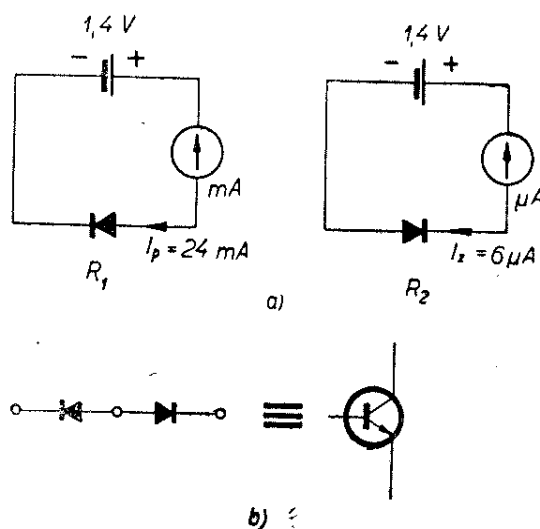 1,4 V
- +
mA
I_p = 24 mA
R_1
1,4 V
- +
µA
I_z = 6 µA
R_2
a)
b)